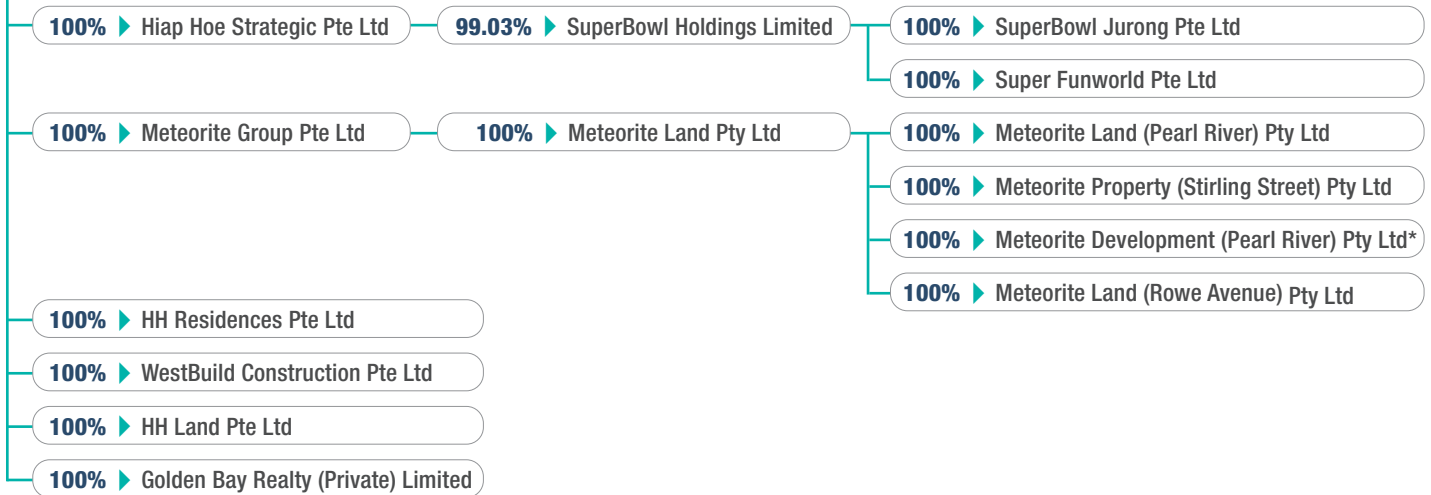 100% Hiap Hoe Strategic Pte Ltd
99.03% SuperBowl Holdings Limited
100% SuperBowl Jurong Pte Ltd
100% Super Funworld Pte Ltd
100% Meteorite Group Pte Ltd
100% Meteorite Land Pty Ltd
100% Meteorite Land (Pearl River) Pty Ltd
100% Meteorite Property (Stirling Street) Pty Ltd
100% Meteorite Development (Pearl River) Pty Ltd*
100% Meteorite Land (Rowe Avenue) Pty Ltd
100% HH Residences Pte Ltd
100% WestBuild Construction Pte Ltd
100% HH Land Pte Ltd
100% Golden Bay Realty (Private) Limited